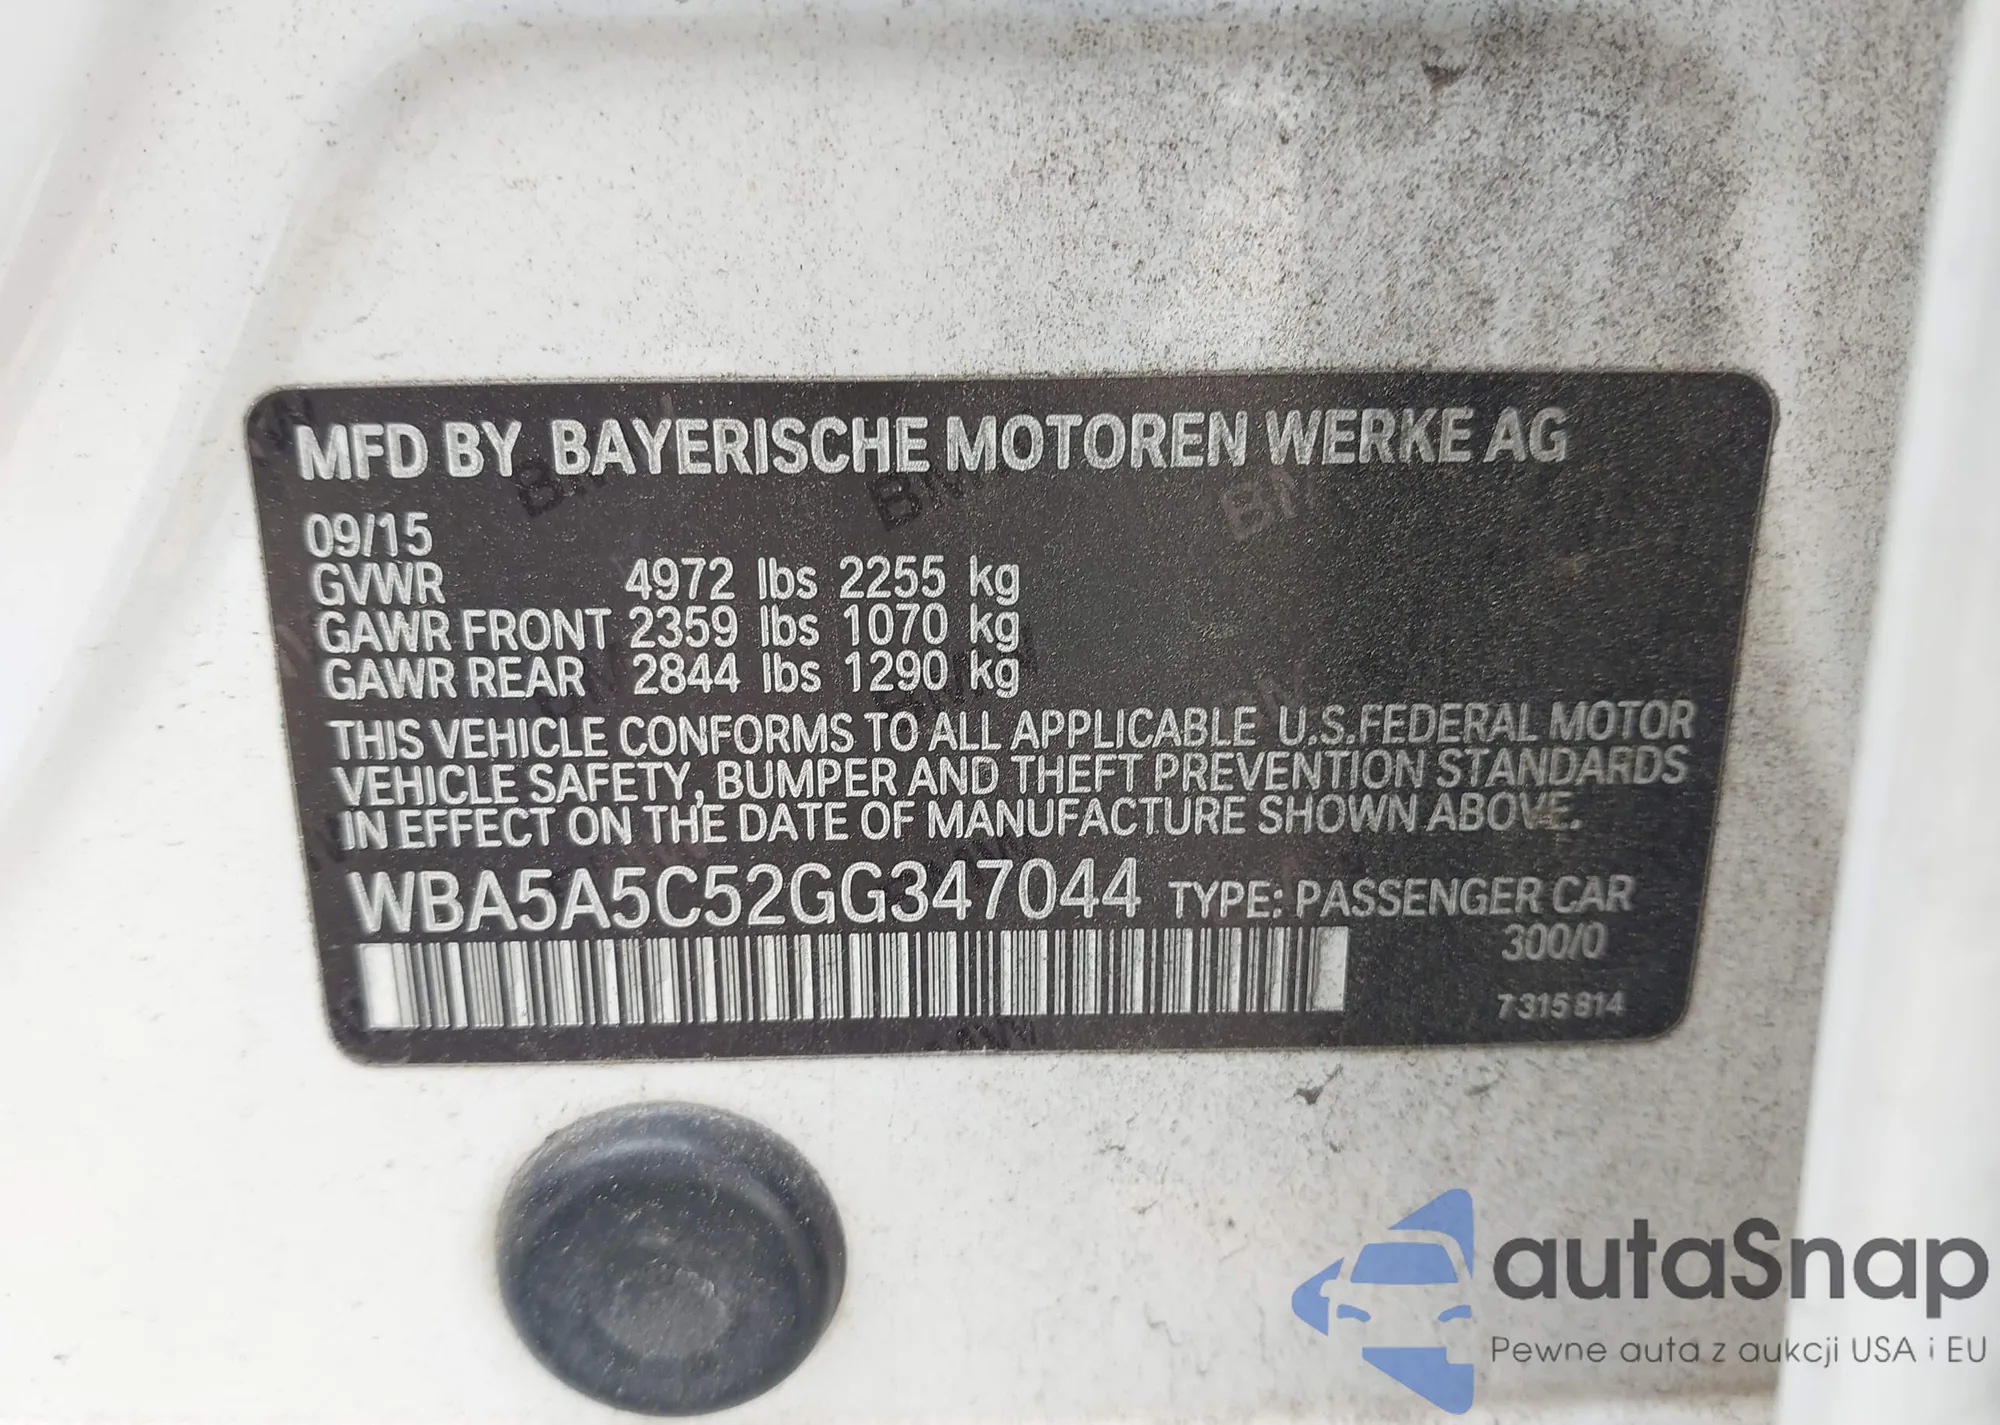 MFD BY BAYERISCHE MOTOREN WERKE AG
09/15
GVWR 4972 lbs 2255 kg
GAWR FRONT 2359 lbs 1070 kg
GAWR REAR 2844 lbs 1290 kg
THIS VEHICLE CONFORMS TO ALL APPLICABLE U.S.FEDERAL MOTOR
VEHICLE SAFETY, BUMPER AND THEFT PREVENTION STANDARDS
IN EFFECT ON THE DATE OF MANUFACTURE SHOWN ABOVE.
WBA5A5C52GG347044 TYPE: PASSENGER CAR
300/0
7 315 814
autaSnap
Pewne auta z aukcji USA i EU